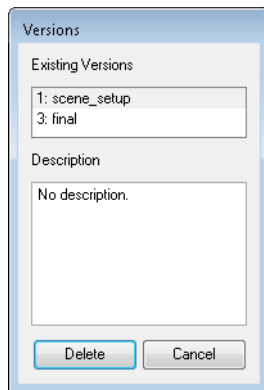 Versions
Existing Versions
1: scene_setup
3: final
Description
No description.
Delete
Cancel